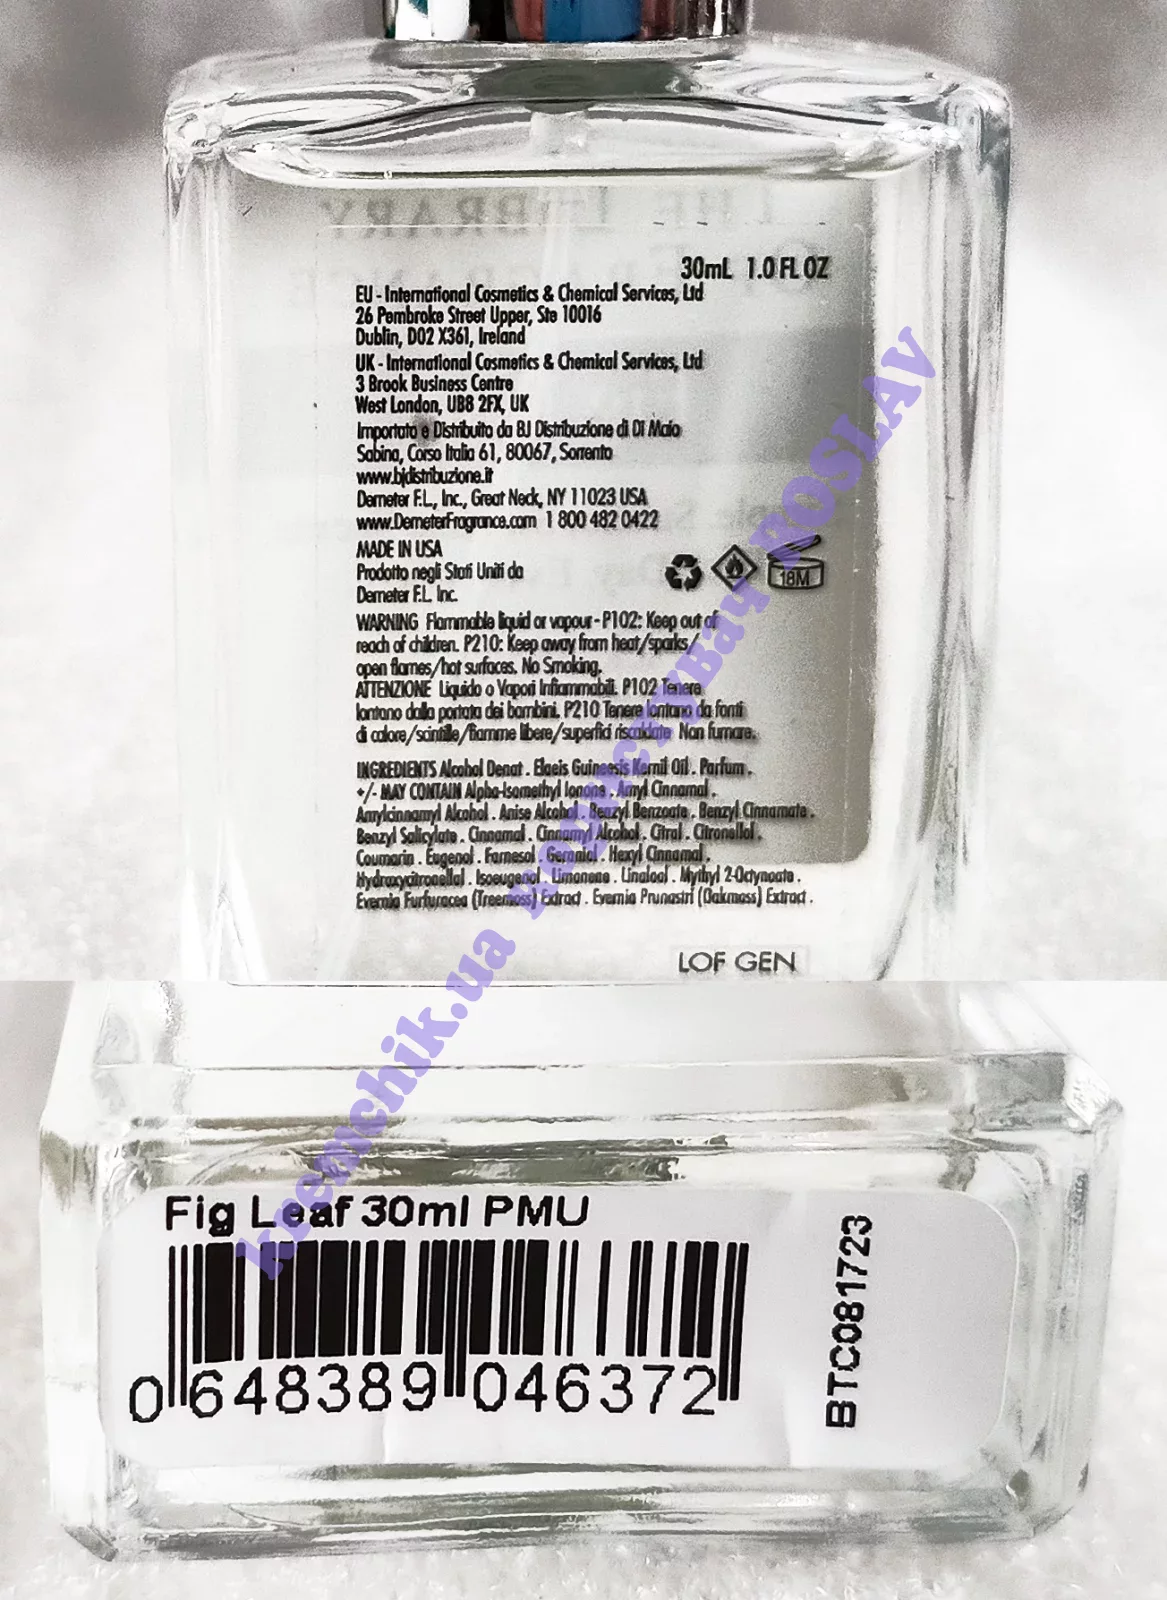 THE LIBRARY
30mL 1.0 FL OZ
EU - International Cosmetics & Chemical Services, Ltd
26 Pembroke Street Upper, Ste 10016
Dublin, D02 X361, Ireland
UK - International Cosmetics & Chemical Services, Ltd
3 Brook Business Centre
West London, UB8 2FX, UK
Importato e Distribuito da BJ Distribuzione di Di Maio
Sabina, Corso Italia 61, 80067, Sorrento
www.bjdistribuzione.it
Demeter F.L., Inc., Great Neck, NY 11023 USA
www.DemeterFragrance.com 1 800 482 0422
MADE IN USA
Prodotto negli Stati Uniti da
Demeter F.L. Inc.
18M
WARNING Flammable liquid or vapour - P102: Keep out of
reach of children. P210: Keep away from heat/sparks/
open flames/hot surfaces. No Smoking.
ATTENZIONE Liquido o Vapori Infiammabili. P102 Tenere
lontano dalla portata dei bambini. P210 Tenere lontano da fonti
di calore/scintille/fiamme libere/superfici riscaldate Non fumare.
INGREDIENTS Alcohol Denat . Elaeis Guineesis Kernil Oil . Parfum .
+/- MAY CONTAIN Alpha-Isomethyl Ionone . Amyl Cinnamal .
Amylcinnamyl Alcohol . Anise Alcohol . Benzyl Benzoate . Benzyl Cinnamate .
Benzyl Salicylate . Cinnamal . Cinnamyl Alcohol . Citral . Citronellol .
Coumarin . Eugenol . Farnesol . Geraniol . Hexyl Cinnamal .
Hydroxycitronellal . Isoeugenol . Limonene . Linalool . Mythyl 2-Octynoate .
Evernia Furfuracea (Treemoss) Extract . Evernia Prunastri (Oakmoss) Extract .
LOF GEN
kremchik.ua КонсултуВач ROSLAV
Fig Leaf 30ml PMU
0 648389 046372
BTC081723